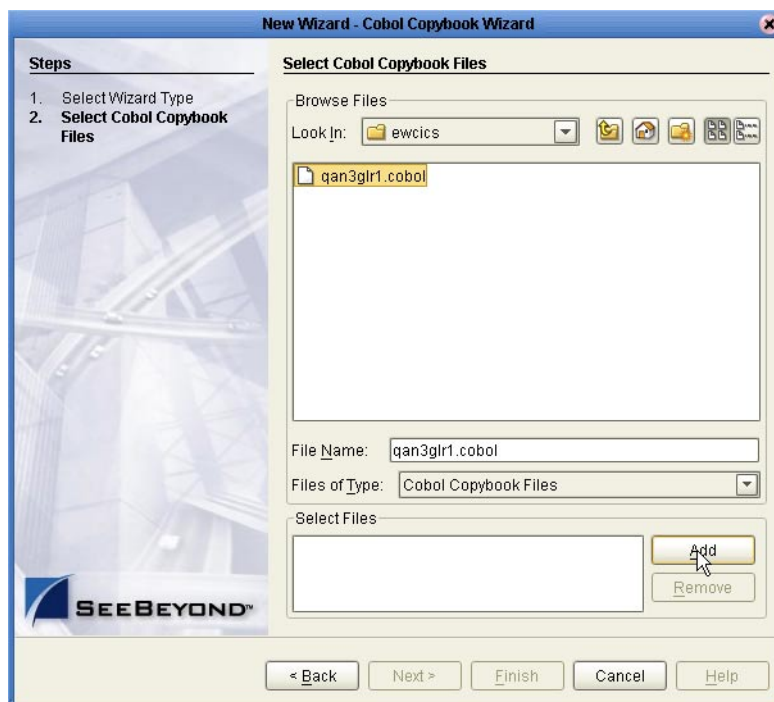 New Wizard - Cobol Copybook Wizard
Steps
1. Select Wizard Type
2. Select Cobol Copybook
Files
Select Cobol Copybook Files
Browse Files
Look In: ewcics
qan3glr1.cobol
File Name: qan3glr1.cobol
Files of Type: Cobol Copybook Files
Select Files
Add
Remove
SEEBEYOND™
< Back Next > Finish Cancel Help